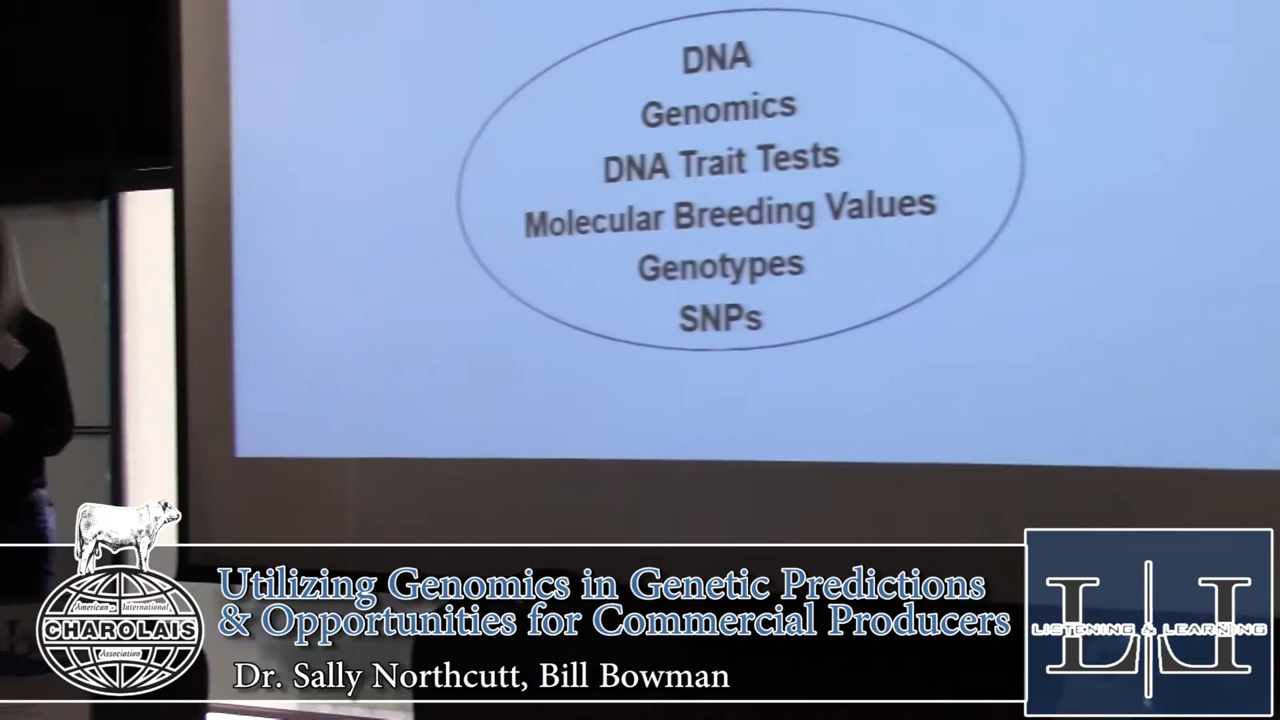 DNA
Genomics
DNA Trait Tests
Molecular Breeding Values
Genotypes
SNPs
Utilizing Genomics in Genetic Predictions
& Opportunities for Commercial Producers
Dr. Sally Northcutt, Bill Bowman
American International
CHAROLAIS
Association
LL
LISTENING & LEARNING